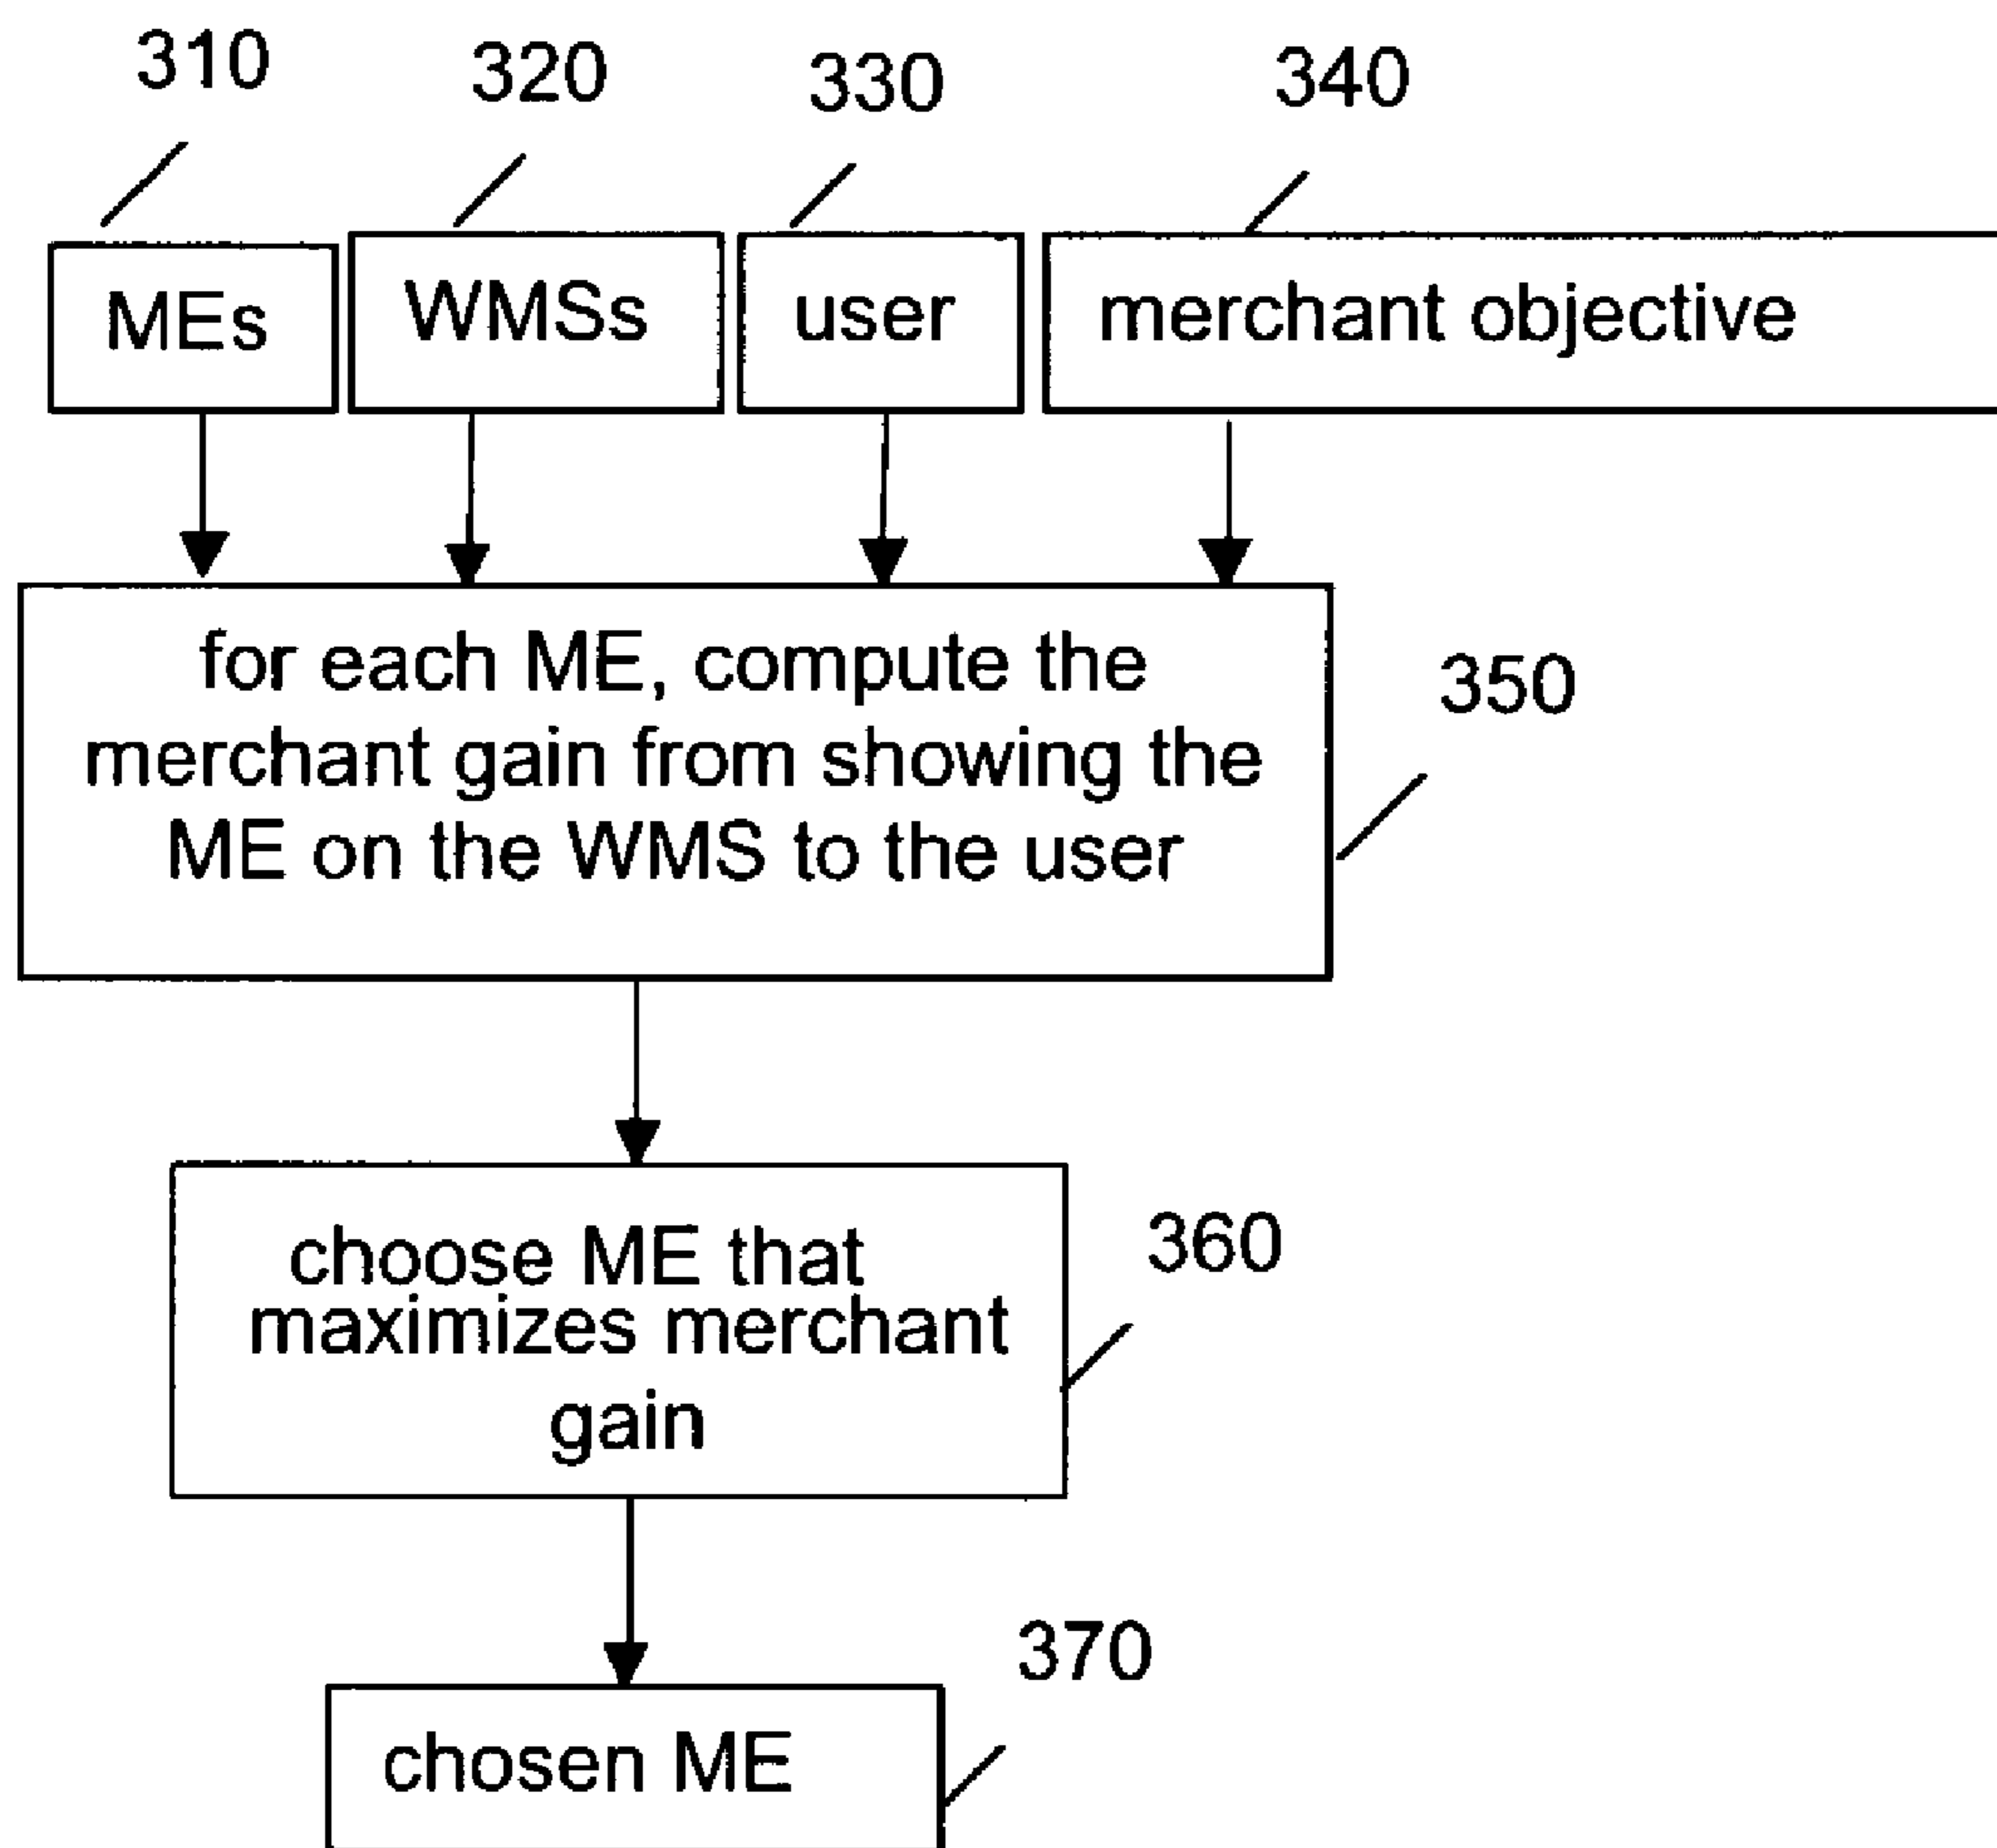 310
320
330
340
MEs
WMSs
user
merchant objective
for each ME, compute the
merchant gain from showing the
ME on the WMS to the user
350
choose ME that
maximizes merchant
gain
360
370
chosen ME